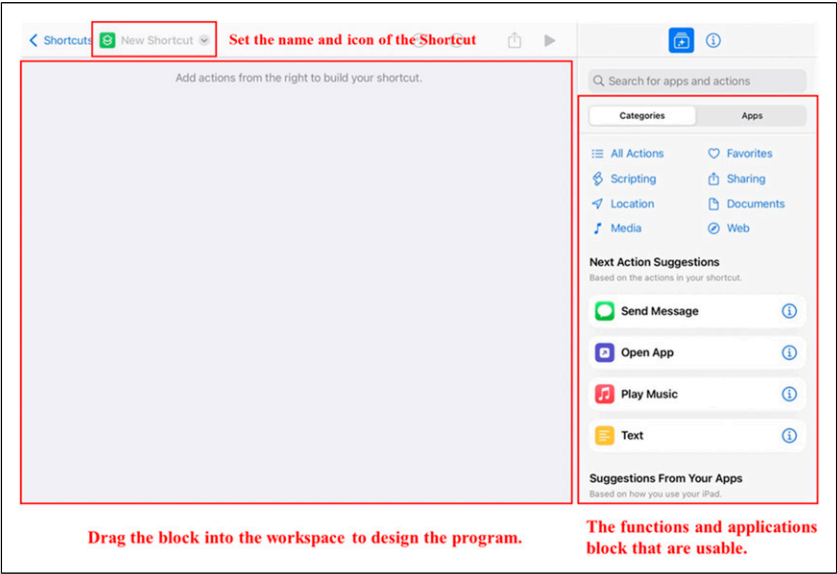 Shortcuts New Shortcut Set the name and icon of the Shortcut
Add actions from the right to build your shortcut.
Search for apps and actions
Categories Apps
All Actions Favorites
Scripting Sharing
Location Documents
Media Web
Next Action Suggestions
Based on the actions in your shortcut.
Send Message
Open App
Play Music
Text
Suggestions From Your Apps
Based on how you use your iPad.
Drag the block into the workspace to design the program.
The functions and applications
block that are usable.